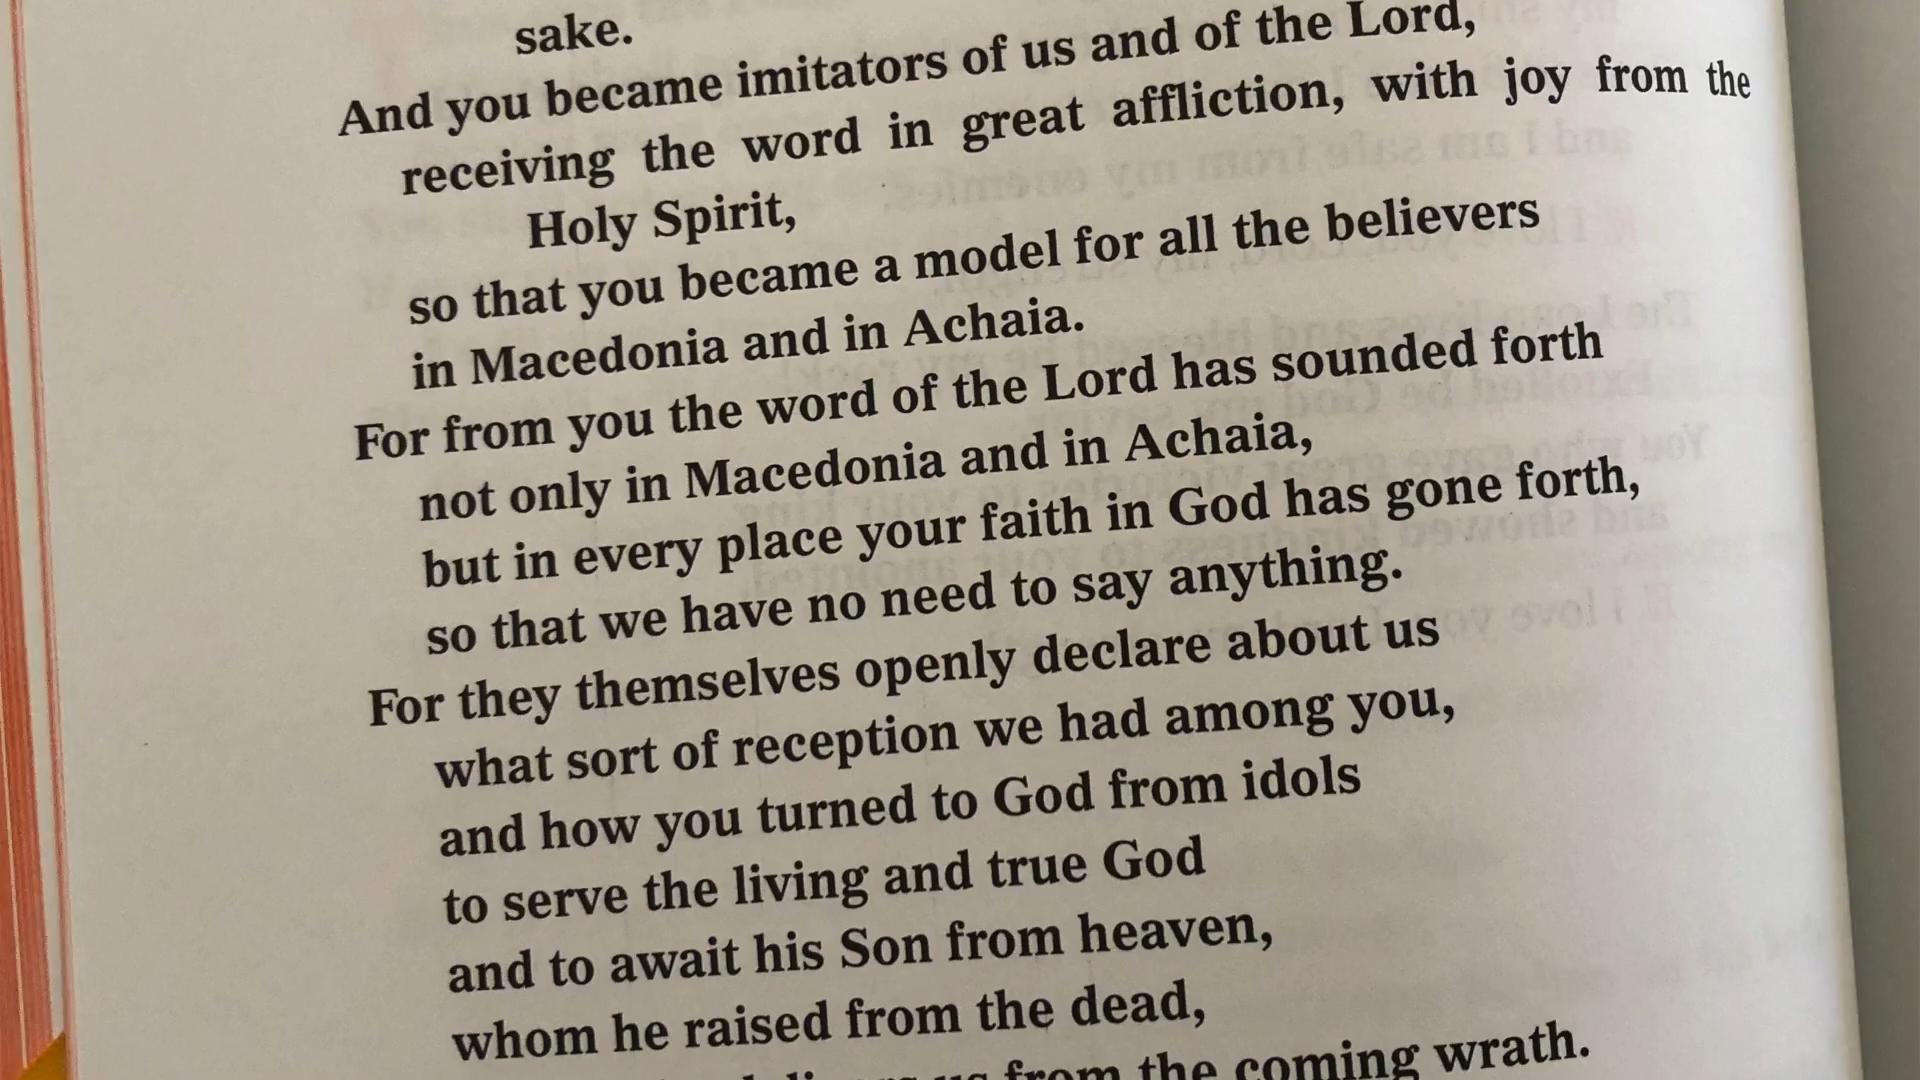 sake.
And you became imitators of us and of the Lord,
receiving the word in great affliction, with joy from the
Holy Spirit,
so that you became a model for all the believers
in Macedonia and in Achaia.
For from you the word of the Lord has sounded forth
not only in Macedonia and in Achaia,
but in every place your faith in God has gone forth,
so that we have no need to say anything.
For they themselves openly declare about us
what sort of reception we had among you,
and how you turned to God from idols
to serve the living and true God
and to await his Son from heaven,
whom he raised from the dead,
us from the coming wrath.